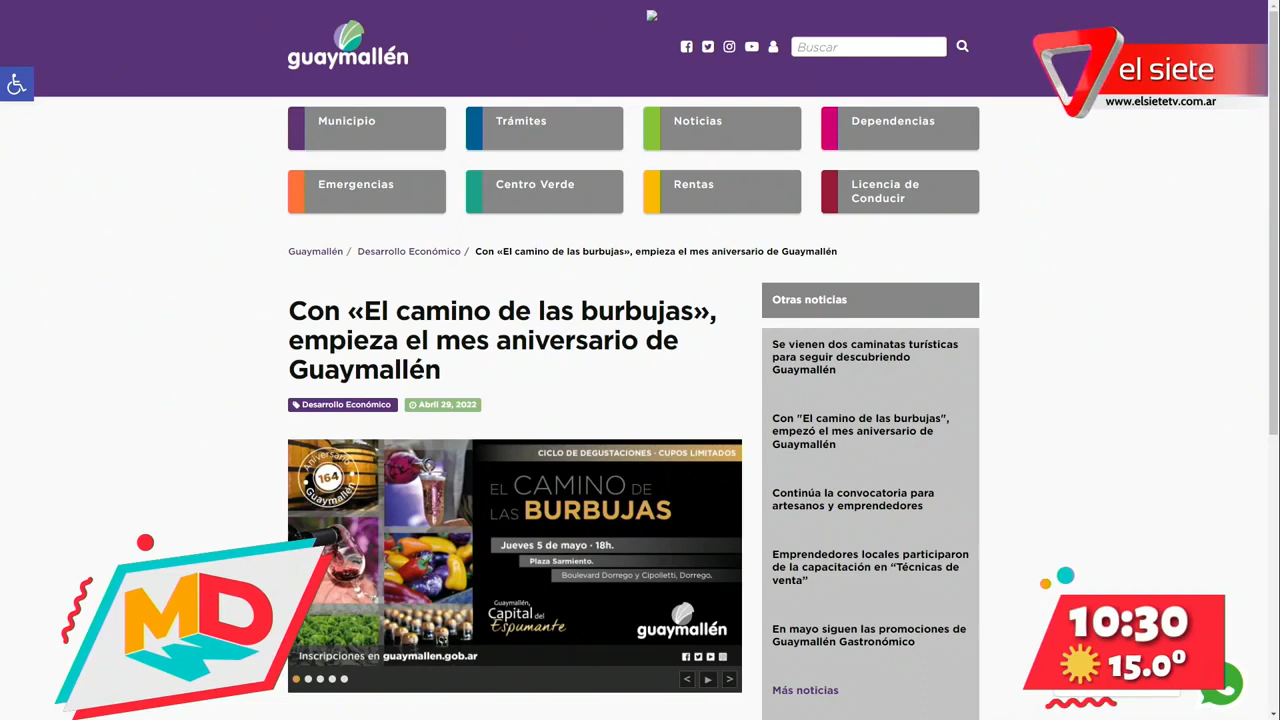 guaymallén
Buscar
el siete
www.elsietetv.com.ar
Municipio
Trámites
Noticias
Dependencias
Emergencias
Centro Verde
Rentas
Licencia de
Conducir
Guaymallén / Desarrollo Económico / Con «El camino de las burbujas», empieza el mes aniversario de Guaymallén
Con «El camino de las burbujas»,
empieza el mes aniversario de
Guaymallén
Desarrollo Económico
Abril 29, 2022
Aniversario
164
Guaymallén
CICLO DE DEGUSTACIONES - CUPOS LIMITADOS
EL CAMINO DE
LAS BURBUJAS
Jueves 5 de mayo · 18h.
Plaza Sarmiento.
Boulevard Dorrego y Cipolletti, Dorrego.
Guaymallén,
Capital del
Espumante
guaymallén
Inscripciones en guaymallen.gob.ar
< ▶ >
Otras noticias
Se vienen dos caminatas turísticas
para seguir descubriendo
Guaymallén
Con "El camino de las burbujas",
empezó el mes aniversario de
Guaymallén
Continúa la convocatoria para
artesanos y emprendedores
Emprendedores locales participaron
de la capacitación en “Técnicas de
venta”
En mayo siguen las promociones de
Guaymallén Gastronómico
Más noticias
MD
10:30
15.0º